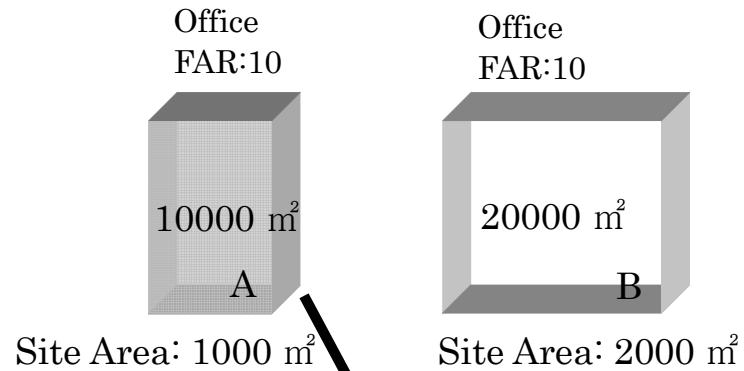 Office
FAR:10
10000 ㎡
A
Site Area: 1000 ㎡
Office
FAR:10
20000 ㎡
B
Site Area: 2000 ㎡